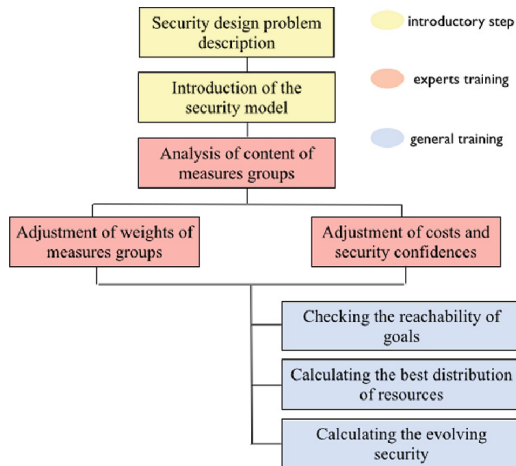 Security design problem
description
introductory step
Introduction of the
security model
experts training
Analysis of content of
measures groups
general training
Adjustment of weights of
measures groups
Adjustment of costs and
security confidences
Checking the reachability of
goals
Calculating the best distribution
of resources
Calculating the evolving
security